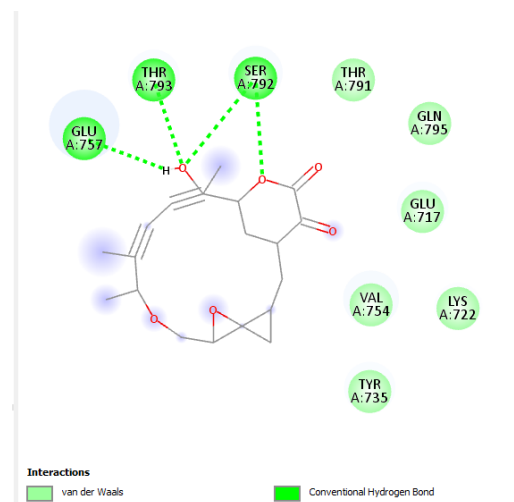 THR
A:793
SER
A:792
THR
A:791
GLN
A:795
GLU
A:757
H
O
O
O
O
GLU
A:717
VAL
A:754
LYS
A:722
O
O
TYR
A:735
Interactions
van der Waals
Conventional Hydrogen Bond